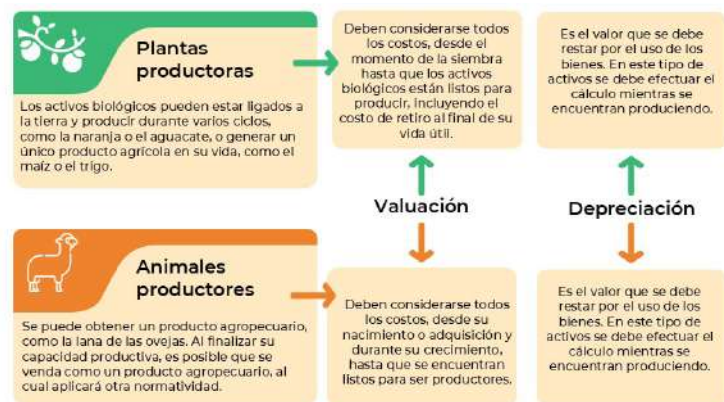 Plantas
productoras
Los activos biológicos pueden estar ligados a
la tierra y producir durante varios ciclos,
como la naranja o el aguacate, o generar un
único producto agrícola en su vida, como el
maíz o el trigo.
Deben considerarse todos
los costos, desde el
momento de la siembra
hasta que los activos
biológicos están listos para
producir, incluyendo el
costo de retiro al final de su
vida útil.
Es el valor que se debe
restar por el uso de los
bienes. En este tipo de
activos se debe efectuar el
cálculo mientras se
encuentran produciendo.
Valuación
Depreciación
Animales
productores
Se puede obtener un producto agropecuario,
como la lana de las ovejas. Al finalizar su
capacidad productiva, es posible que se
venda como un producto agropecuario, al
cual aplicará otra normatividad.
Deben considerarse todos
los costos, desde su
nacimiento o adquisición y
durante su crecimiento,
hasta que se encuentran
listos para ser productores.
Es el valor que se debe
restar por el uso de los
bienes. En este tipo de
activos se debe efectuar el
cálculo mientras se
encuentran produciendo.